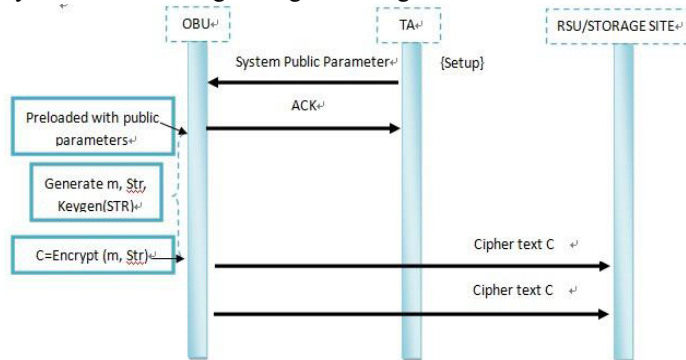 OBU
TA
RSU/STORAGE SITE
System Public Parameter
{Setup}
ACK
Preloaded with public
parameters
Generate m, Str,
Keygen(STR)
C=Encrypt (m, Str)
Cipher text C
Cipher text C